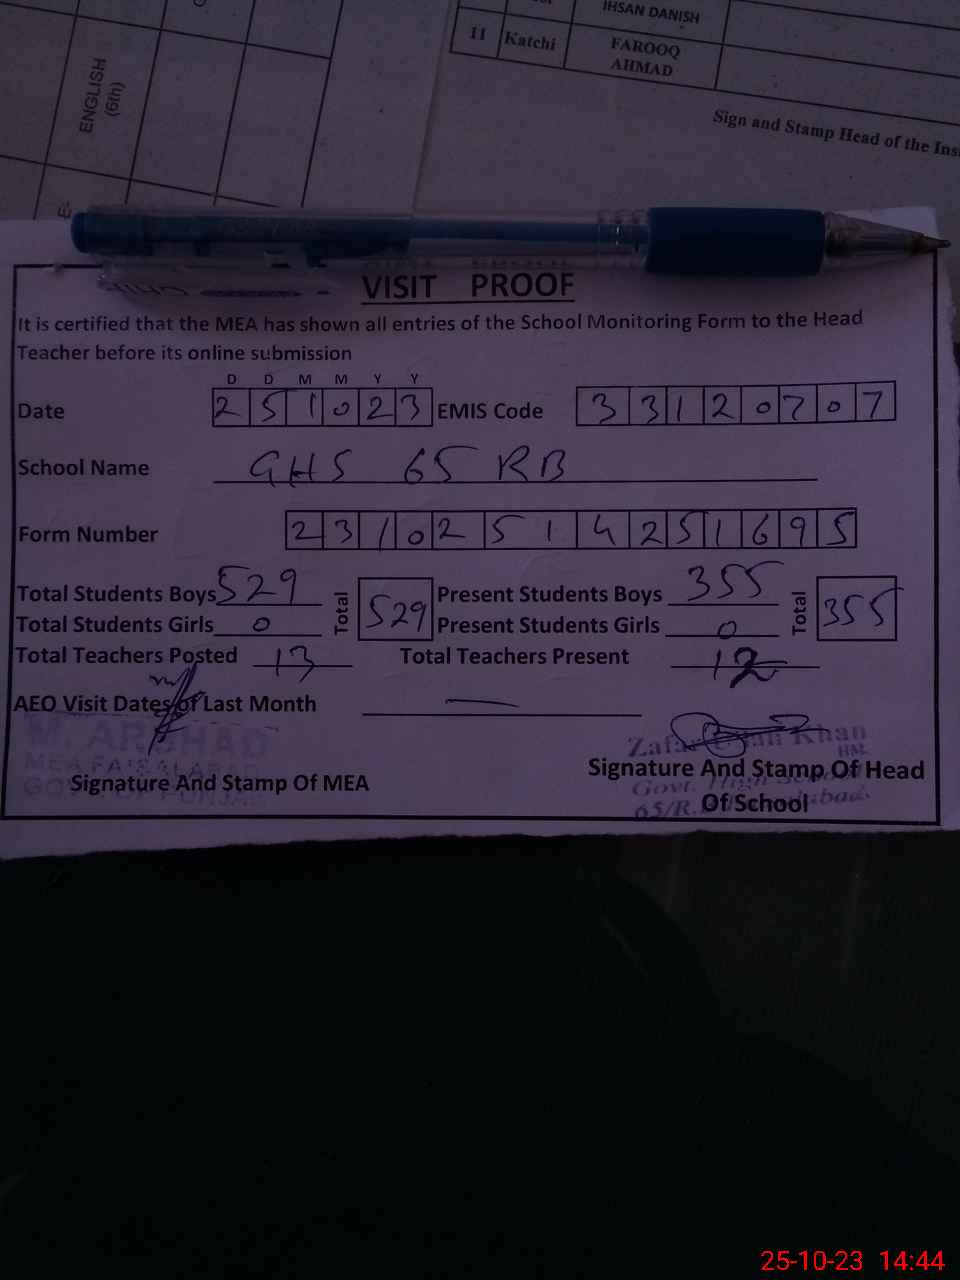 IHSAN DANISH
11 Katchi FAROOQ AHMAD
ENGLISH (6th)
Sign and Stamp Head of the Ins
VISIT PROOF
It is certified that the MEA has shown all entries of the School Monitoring Form to the Head
Teacher before its online submission
D D M M Y Y
Date 2 5 1 0 2 3 EMIS Code 3 3 1 2 0 7 0 7
School Name GHS 65 RB
Form Number 2 3 1 0 2 5 1 4 2 5 1 6 9 5
Total Students Boys 529 Total 529 Present Students Boys 355 Total 355
Total Students Girls 0 Present Students Girls 0
Total Teachers Posted 13 Total Teachers Present 12
AEO Visit Dates of Last Month —
M. ARSHAD
MEA FAISALABAD
GOVT. OF PUNJAB
Signature And Stamp Of MEA
Khan
Signature And Stamp Of Head
Govt. High School
Of School
65/R.B
25-10-23 14:44